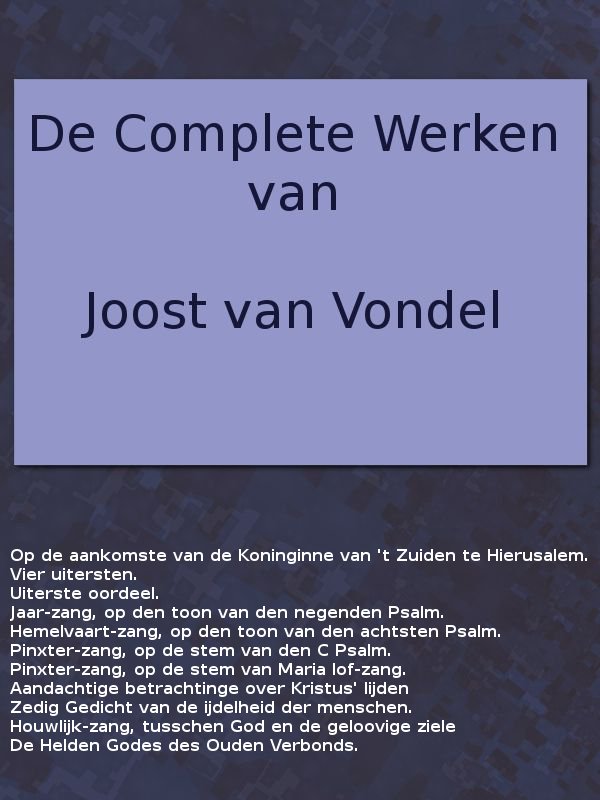 De Complete Werken
van
Joost van Vondel
Op de aankomste van de Koninginne van 't Zuiden te Hierusalem.
Vier uitersten.
Uiterste oordeel.
Jaar-zang, op den toon van den negenden Psalm.
Hemelvaart-zang, op den toon van den achtsten Psalm.
Pinxter-zang, op de stem van den C Psalm.
Pinxter-zang, op de stem van Maria lof-zang.
Aandachtige betrachtinge over Kristus' lijden
Zedig Gedicht van de ijdelheid der menschen.
Houwlijk-zang, tusschen God en de geloovige ziele
De Helden Godes des Ouden Verbonds.